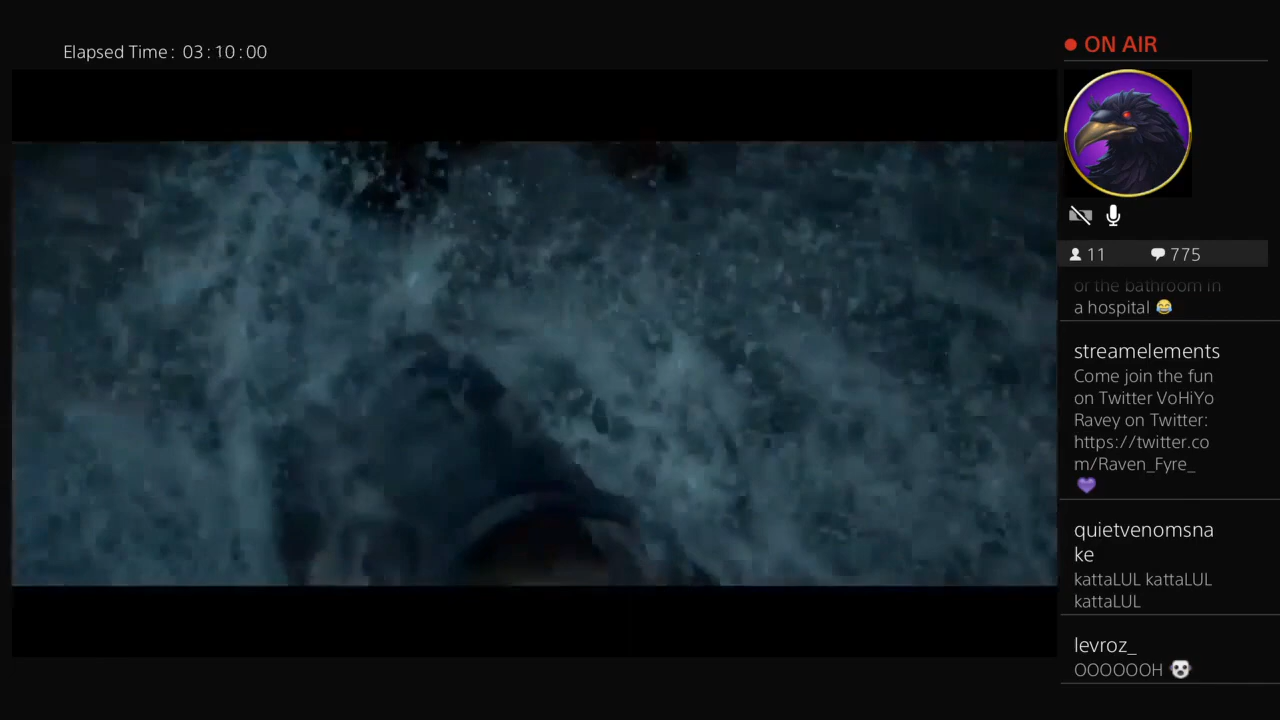 Elapsed Time: 03:10:00
ON AIR
11 775
or the bathroom in
a hospital 😂
streamelements
Come join the fun
on Twitter VoHiYo
Ravey on Twitter:
https://twitter.co
m/Raven_Fyre_
💜
quietvenomsna
ke
kattaLUL kattaLUL
kattaLUL
levroz_
OOOOOOH 💀